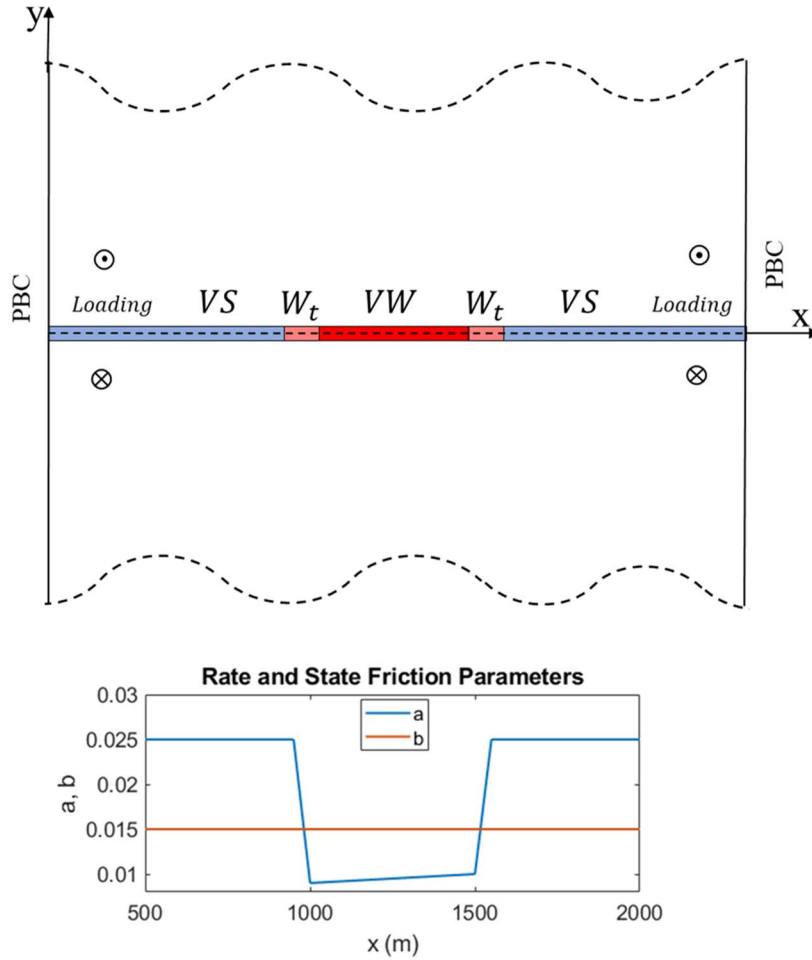 y
Loading VS W_t VW W_t VS Loading
PBC
PBC
x
Rate and State Friction Parameters
0.03
0.025
0.02
0.015
0.01
a, b
a
b
500 1000 1500 2000
x (m)